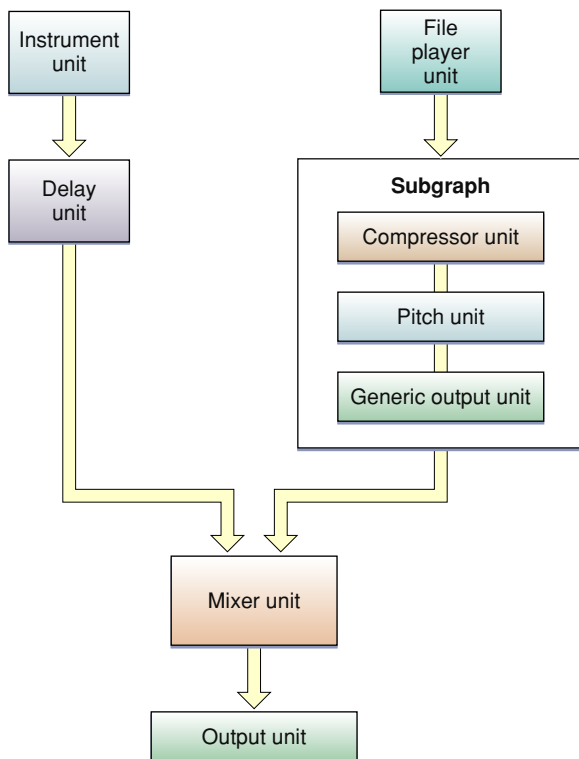 Instrument
unit
File
player
unit
Delay
unit
Subgraph
Compressor unit
Pitch unit
Generic output unit
Mixer unit
Output unit